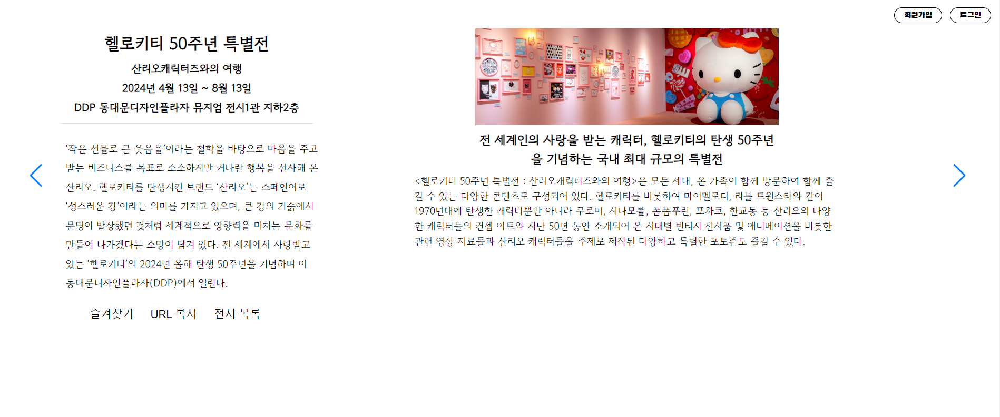 회원가입
로그인
헬로키티 50주년 특별전
산리오캐릭터즈와의 여행
2024년 4월 13일 ~ 8월 13일
DDP 동대문디자인플라자 뮤지엄 전시1관 지하2층
‘작은 선물로 큰 웃음을’이라는 철학을 바탕으로 마음을 주고
받는 비즈니스를 목표로 소소하지만 커다란 행복을 선사해 온
산리오. 헬로키티를 탄생시킨 브랜드 ‘산리오’는 스페인어로
‘성스러운 강’이라는 의미를 가지고 있으며, 큰 강의 기슭에서
문명이 발상했던 것처럼 세계적으로 영향력을 미치는 문화를
만들어 나가겠다는 소망이 담겨 있다. 전 세계에서 사랑받고
있는 ‘헬로키티’의 2024년 올해 탄생 50주년을 기념하며 이
동대문디자인플라자(DDP)에서 열린다.
즐겨찾기
URL 복사
전시 목록
전 세계인의 사랑을 받는 캐릭터, 헬로키티의 탄생 50주년
을 기념하는 국내 최대 규모의 특별전
<헬로키티 50주년 특별전 : 산리오캐릭터즈와의 여행>은 모든 세대, 온 가족이 함께 방문하여 함께 즐
길 수 있는 다양한 콘텐츠로 구성되어 있다. 헬로키티를 비롯하여 마이멜로디, 리틀 트윈스타와 같이
1970년대에 탄생한 캐릭터뿐만 아니라 쿠로미, 시나모롤, 폼폼푸린, 포차코, 한교동 등 산리오의 다양
한 캐릭터들의 컨셉 아트와 지난 50년 동안 소개되어 온 시대별 빈티지 전시품 및 애니메이션을 비롯한
관련 영상 자료들과 산리오 캐릭터들을 주제로 제작된 다양하고 특별한 포토존도 즐길 수 있다.